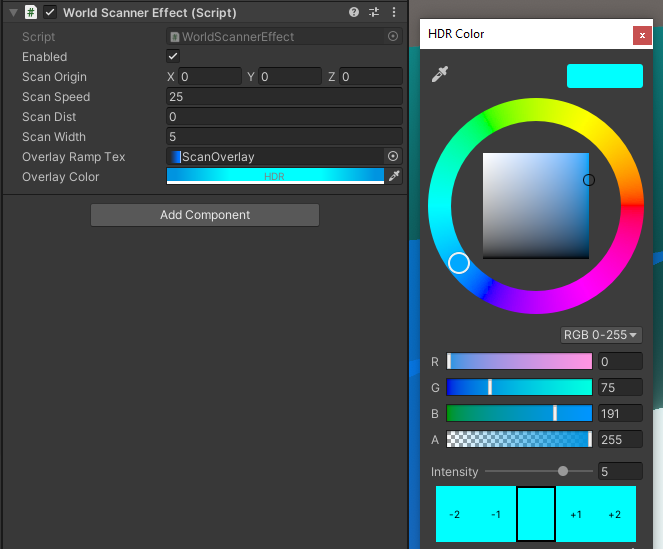 World Scanner Effect (Script)
Script
#
WorldScannerEffect
Enabled
Scan Origin X 0 Y 0 Z 0
Scan Speed 25
Scan Dist 0
Scan Width 5
Overlay Ramp Tex ScanOverlay
Overlay Color HDR
Add Component
HDR Color
x
RGB 0-255
R 0
G 75
B 191
A 255
Intensity 5
-2 -1 +1 +2